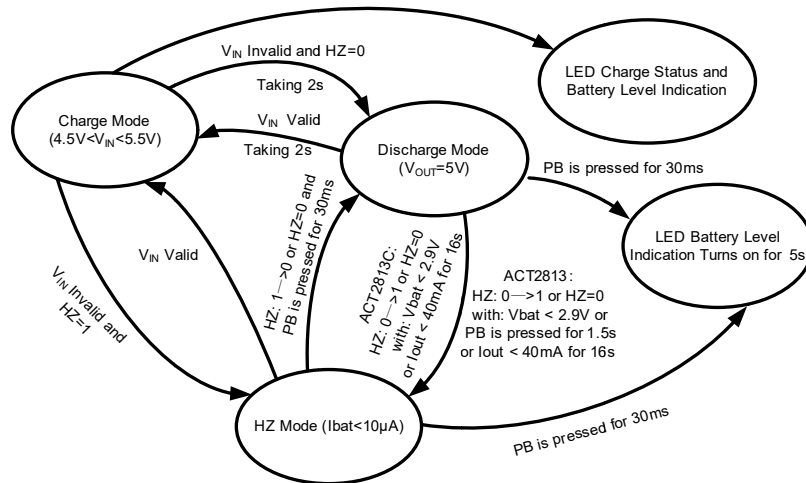 V_IN Invalid and HZ=0
Taking 2s
LED Charge Status and
Battery Level Indication
Charge Mode
(4.5V<V_IN<5.5V)
V_IN Valid
Taking 2s
Discharge Mode
(V_OUT=5V)
PB is pressed for 30ms
LED Battery Level
Indication Turns on for 5s
V_IN Valid
V_IN Invalid and
HZ=1
HZ: 1—>0 or HZ=0 and
PB is pressed for 30ms
ACT2813C:
HZ: 0—>1 or HZ=0
with: Vbat < 2.9V
or Iout < 40mA for 16s
ACT2813:
HZ: 0—>1 or HZ=0
with: Vbat < 2.9V or
PB is pressed for 1.5s
or Iout < 40mA for 16s
HZ Mode (Ibat<10µA)
PB is pressed for 30ms